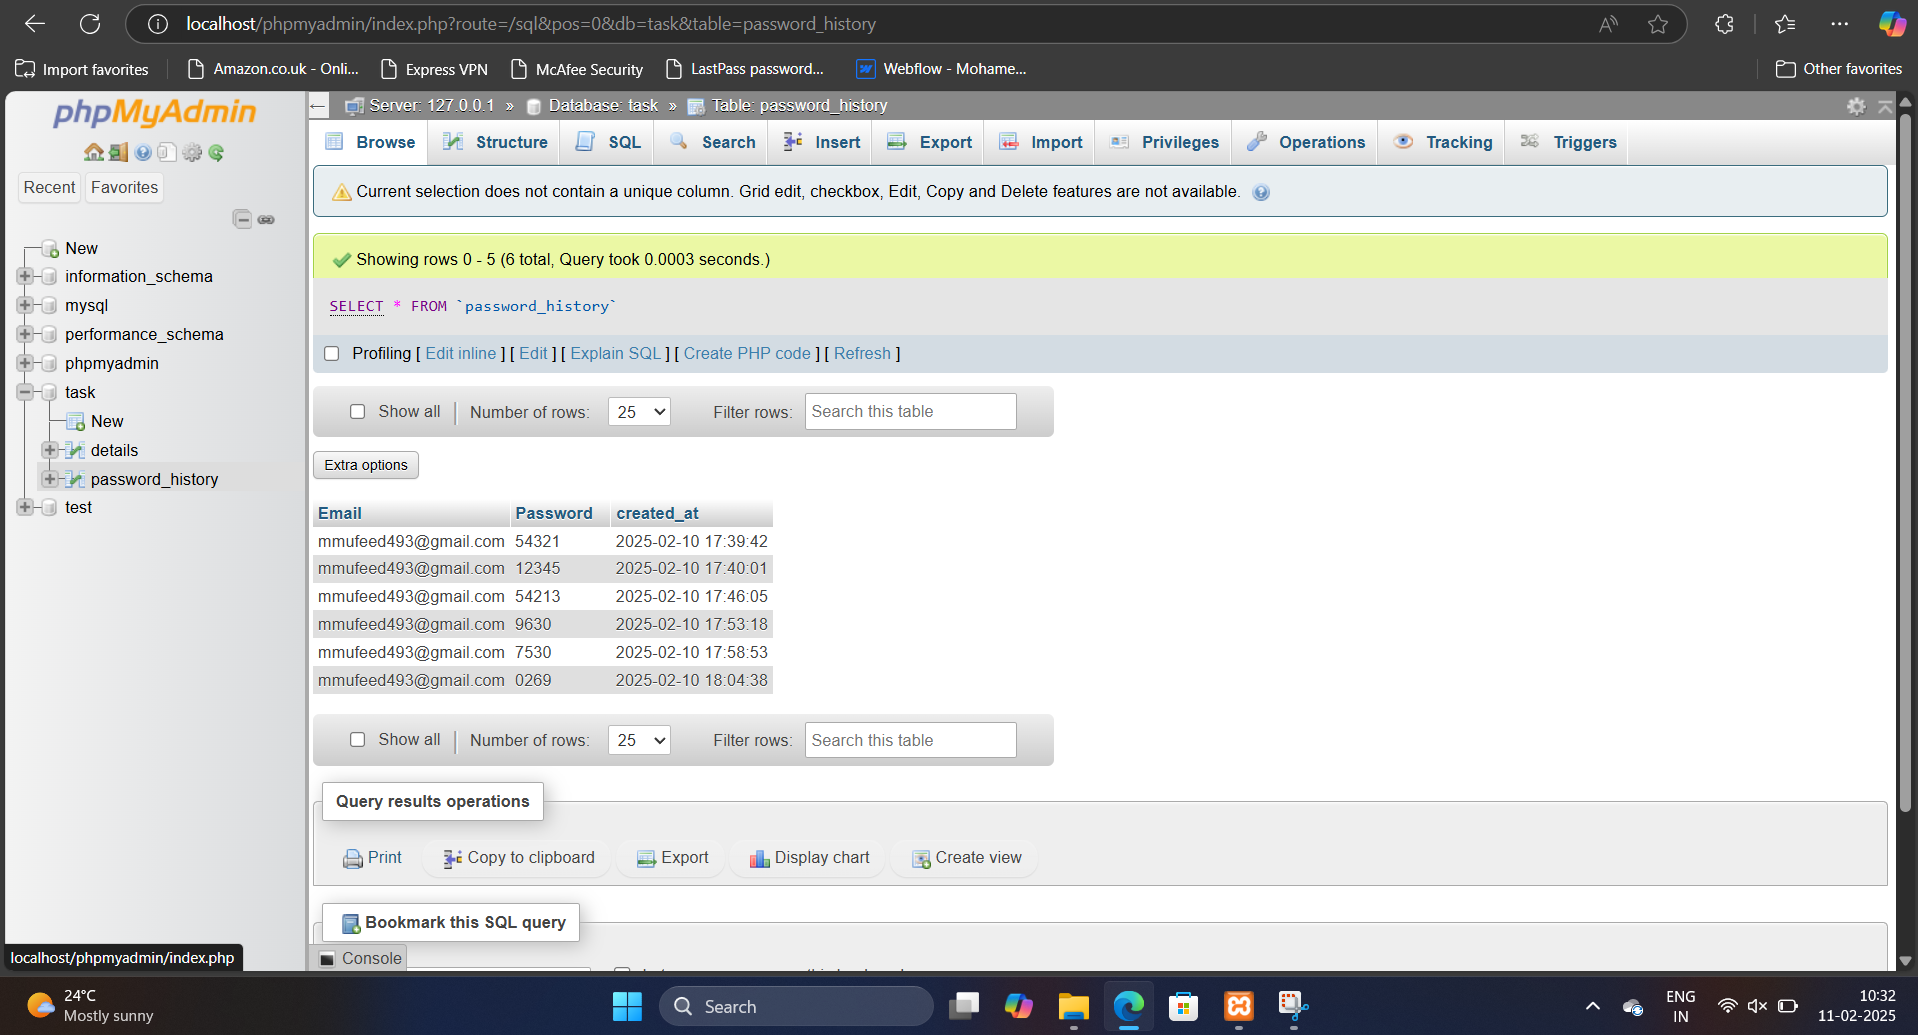 localhost/phpmyadmin/index.php?route=/sql&pos=0&db=task&table=password_history
Import favorites
Amazon.co.uk - Onli...
Express VPN
McAfee Security
LastPass password...
Webflow - Mohame...
Other favorites
phpMyAdmin
Recent
Favorites
New
information_schema
mysql
performance_schema
phpmyadmin
task
New
details
password_history
test
Server: 127.0.0.1 » Database: task » Table: password_history
Browse
Structure
SQL
Search
Insert
Export
Import
Privileges
Operations
Tracking
Triggers
Current selection does not contain a unique column. Grid edit, checkbox, Edit, Copy and Delete features are not available.
Showing rows 0 - 5 (6 total, Query took 0.0003 seconds.)
SELECT * FROM `password_history`
Profiling [ Edit inline ] [ Edit ] [ Explain SQL ] [ Create PHP code ] [ Refresh ]
Show all | Number of rows: 25 Filter rows: Search this table
Extra options
Email Password created_at
mmufeed493@gmail.com 54321 2025-02-10 17:39:42
mmufeed493@gmail.com 12345 2025-02-10 17:40:01
mmufeed493@gmail.com 54213 2025-02-10 17:46:05
mmufeed493@gmail.com 9630 2025-02-10 17:53:18
mmufeed493@gmail.com 7530 2025-02-10 17:58:53
mmufeed493@gmail.com 0269 2025-02-10 18:04:38
Show all | Number of rows: 25 Filter rows: Search this table
Query results operations
Print
Copy to clipboard
Export
Display chart
Create view
Bookmark this SQL query
Console
localhost/phpmyadmin/index.php
24°C
Mostly sunny
Search
ENG
IN
10:32
11-02-2025